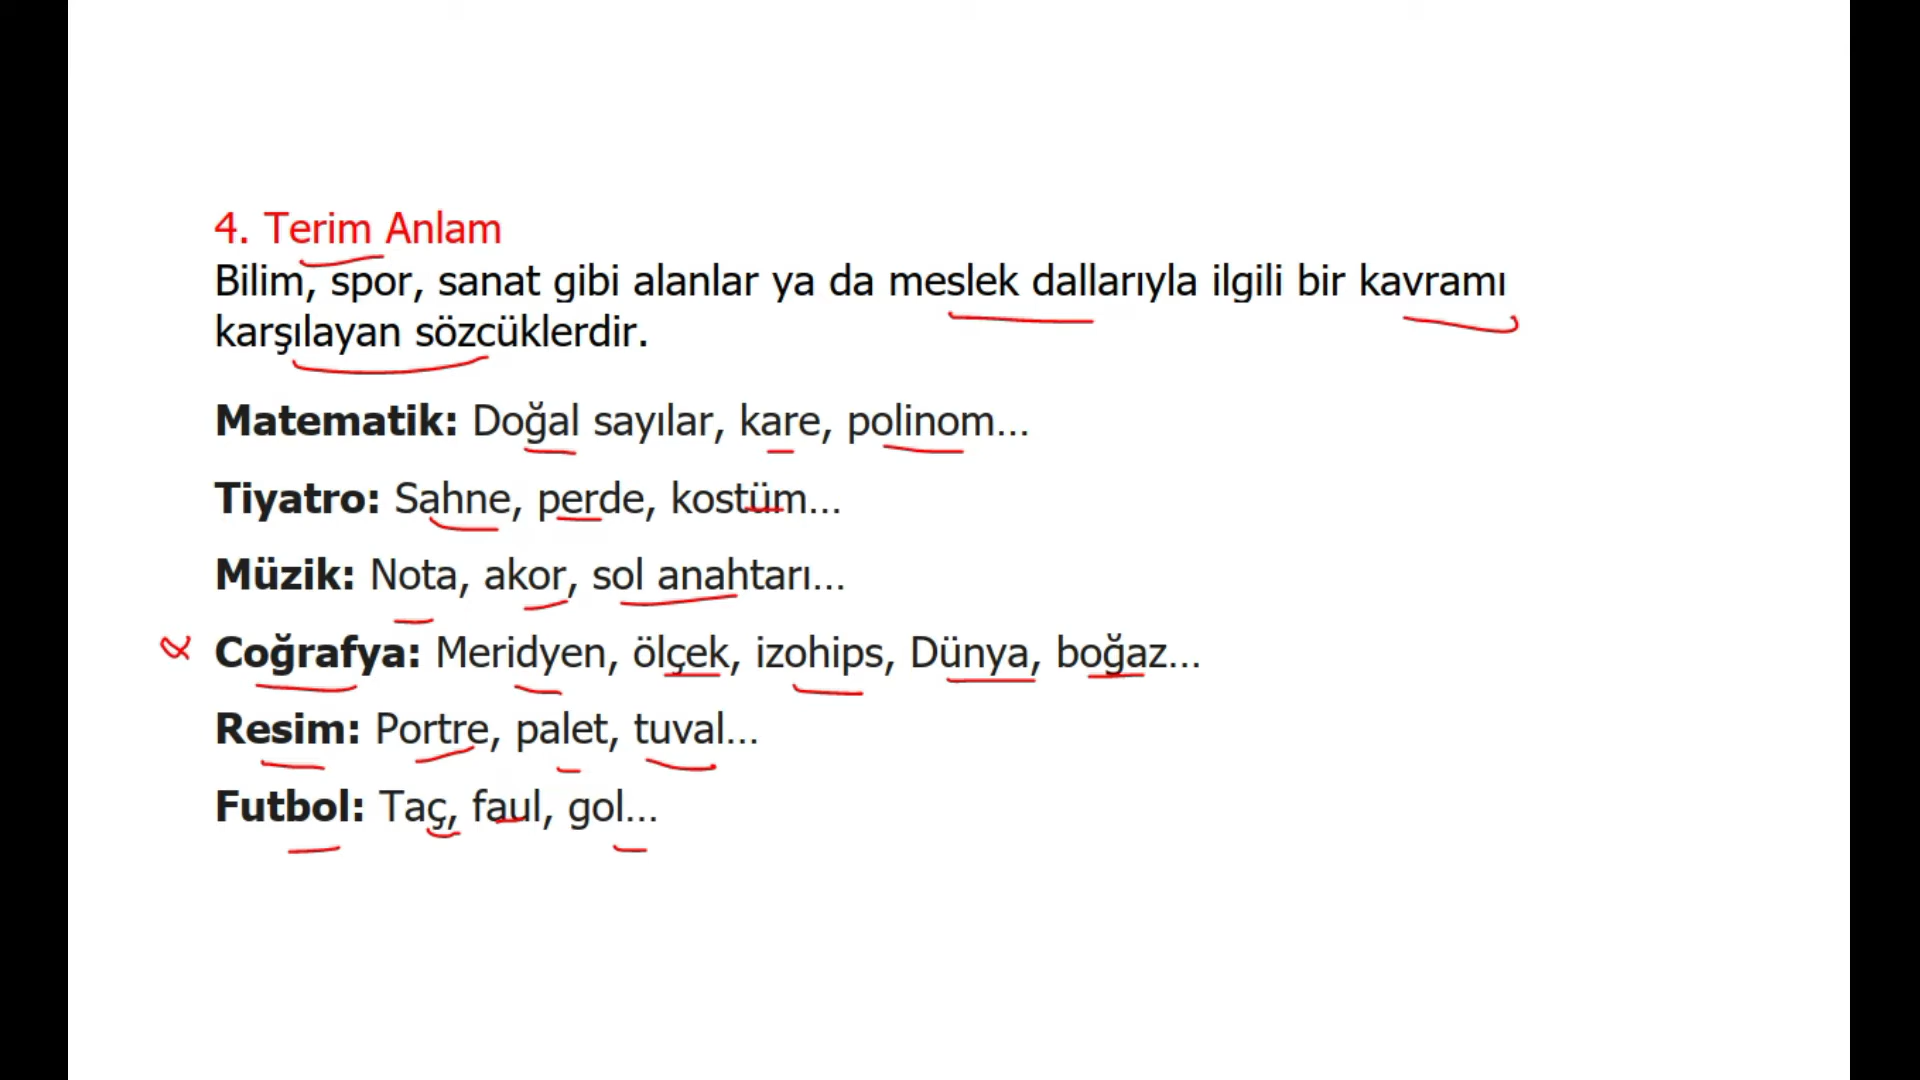 4. Terim Anlam
Bilim, spor, sanat gibi alanlar ya da meslek dallarıyla ilgili bir kavramı
karşılayan sözcüklerdir.
Matematik: Doğal sayılar, kare, polinom...
Tiyatro: Sahne, perde, kostüm...
Müzik: Nota, akor, sol anahtarı...
Coğrafya: Meridyen, ölçek, izohips, Dünya, boğaz...
Resim: Portre, palet, tuval...
Futbol: Taç, faul, gol...